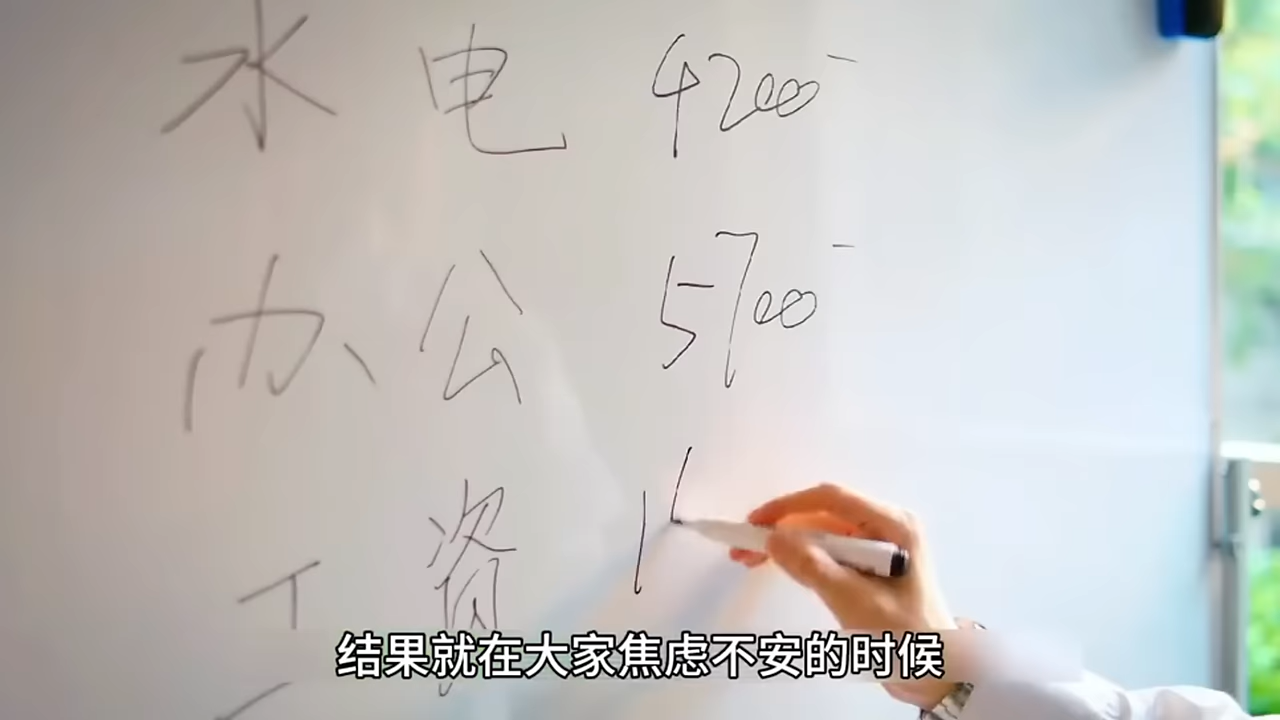 水电 4200-
办公 5700-
工资 1
结果就在大家焦虑不安的时候